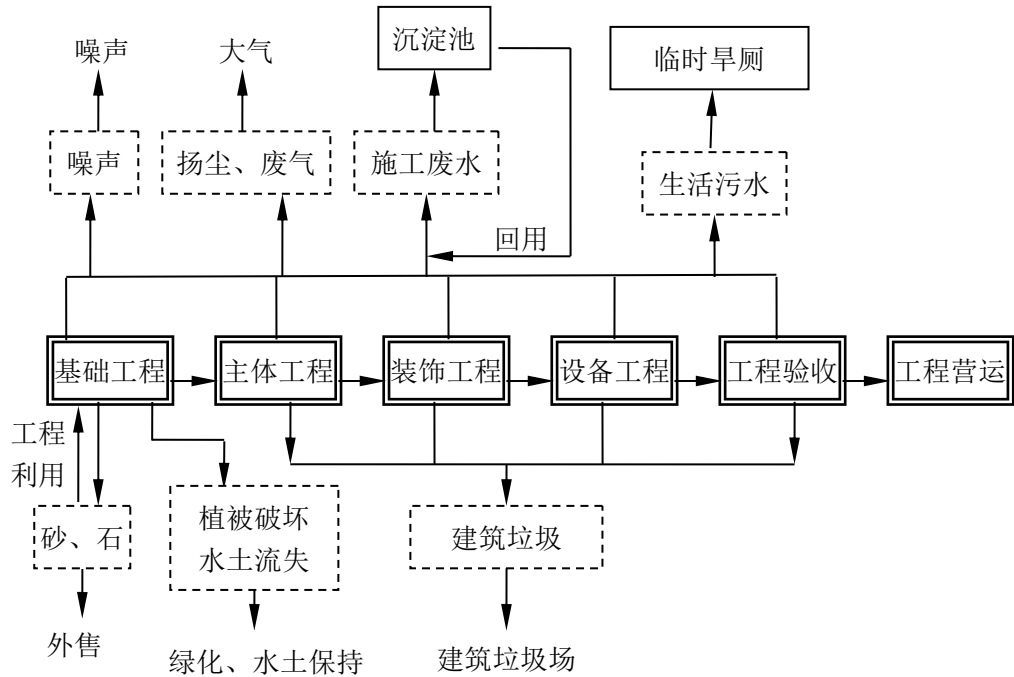 噪声
大气
沉淀池
临时旱厕
噪声
扬尘、废气
施工废水
生活污水
回用
基础工程
主体工程
装饰工程
设备工程
工程验收
工程营运
工程
利用
砂、石
植被破坏
水土流失
建筑垃圾
外售
绿化、水土保持
建筑垃圾场